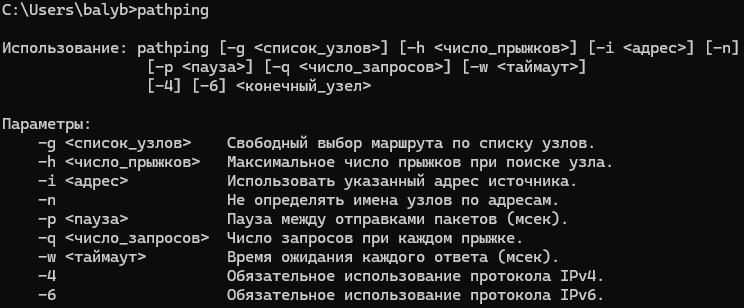 C:\Users\balyb>pathping
Использование: pathping [-g <список_узлов>] [-h <число_прыжков>] [-i <адрес>] [-n]
[-p <пауза>] [-q <число_запросов>] [-w <таймаут>]
[-4] [-6] <конечный_узел>
Параметры:
-g <список_узлов> Свободный выбор маршрута по списку узлов.
-h <число_прыжков> Максимальное число прыжков при поиске узла.
-i <адрес> Использовать указанный адрес источника.
-n Не определять имена узлов по адресам.
-p <пауза> Пауза между отправками пакетов (мсек).
-q <число_запросов> Число запросов при каждом прыжке.
-w <таймаут> Время ожидания каждого ответа (мсек).
-4 Обязательное использование протокола IPv4.
-6 Обязательное использование протокола IPv6.